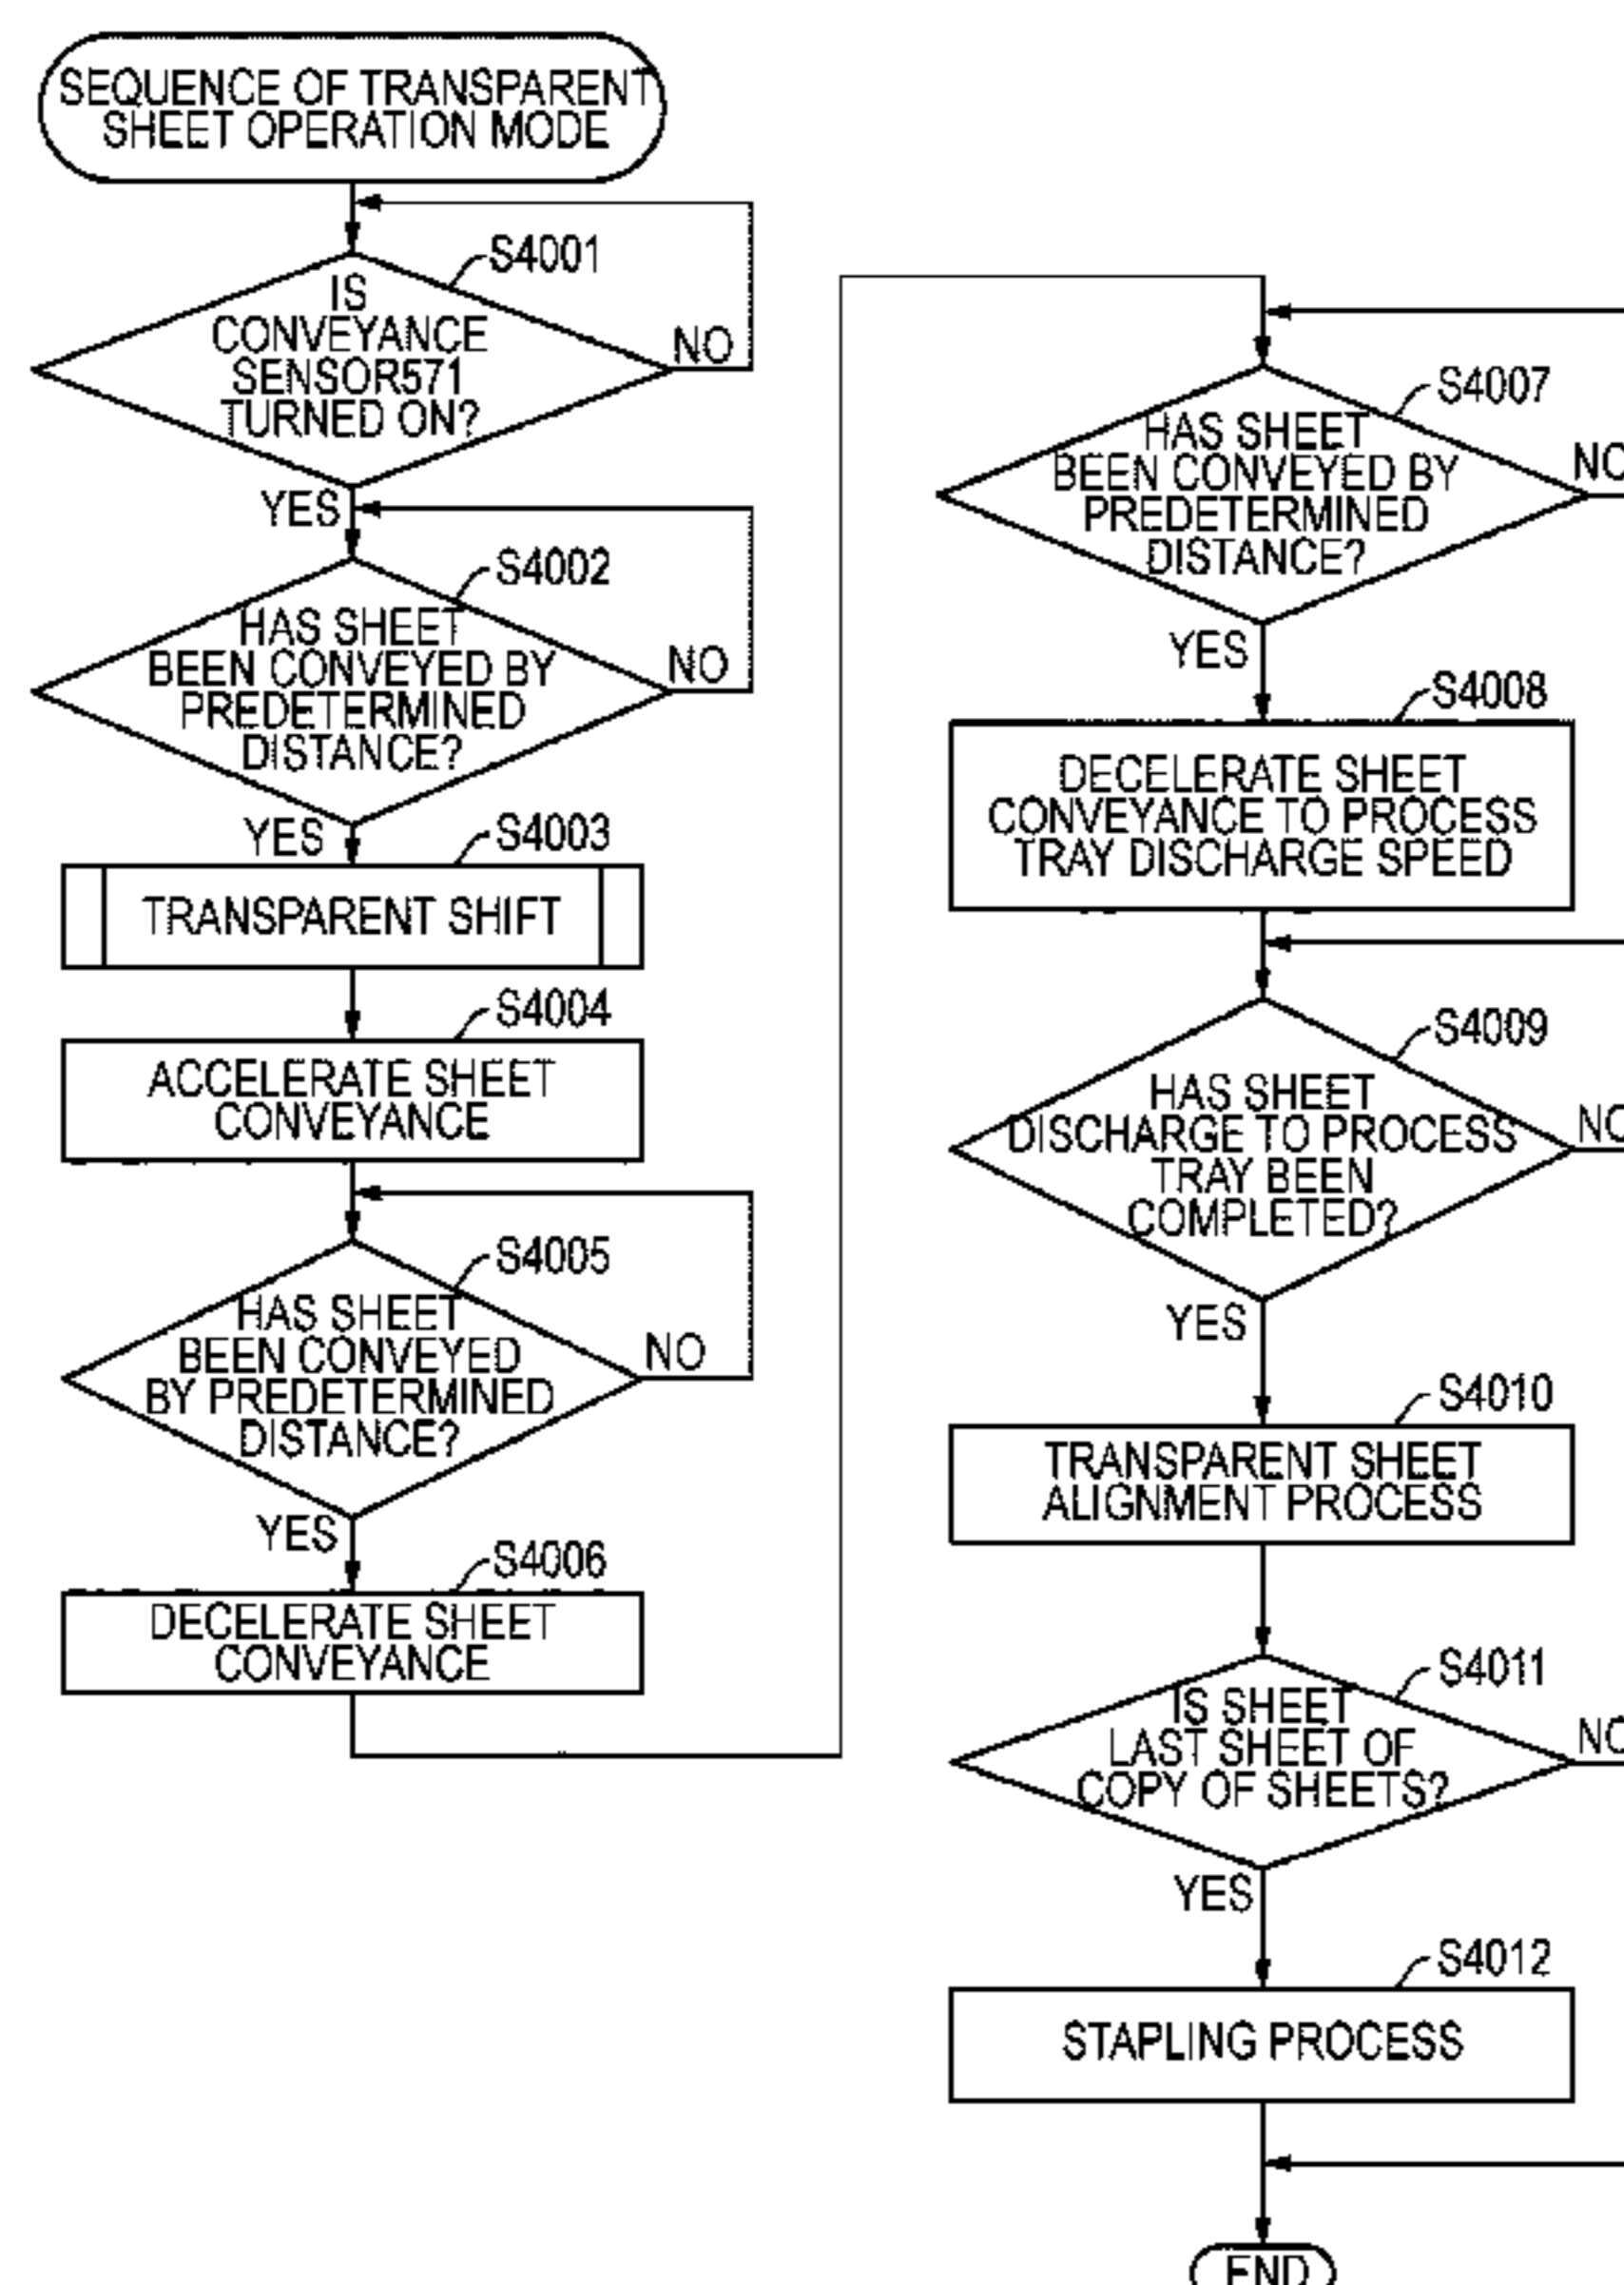 SEQUENCE OF TRANSPARENT
SHEET OPERATION MODE
S4001
IS
CONVEYANCE
SENSOR571
TURNED ON?
NO
YES
S4002
HAS SHEET
BEEN CONVEYED BY
PREDETERMINED
DISTANCE?
NO
YES
S4003
TRANSPARENT SHIFT
S4004
ACCELERATE SHEET
CONVEYANCE
S4005
HAS SHEET
BEEN CONVEYED
BY PREDETERMINED
DISTANCE?
NO
YES
S4006
DECELERATE SHEET
CONVEYANCE
S4007
HAS SHEET
BEEN CONVEYED BY
PREDETERMINED
DISTANCE?
NO
YES
S4008
DECELERATE SHEET
CONVEYANCE TO PROCESS
TRAY DISCHARGE SPEED
S4009
HAS SHEET
DISCHARGE TO PROCESS
TRAY BEEN
COMPLETED?
NO
YES
S4010
TRANSPARENT SHEET
ALIGNMENT PROCESS
S4011
IS SHEET
LAST SHEET OF
COPY OF SHEETS?
NO
YES
S4012
STAPLING PROCESS
END